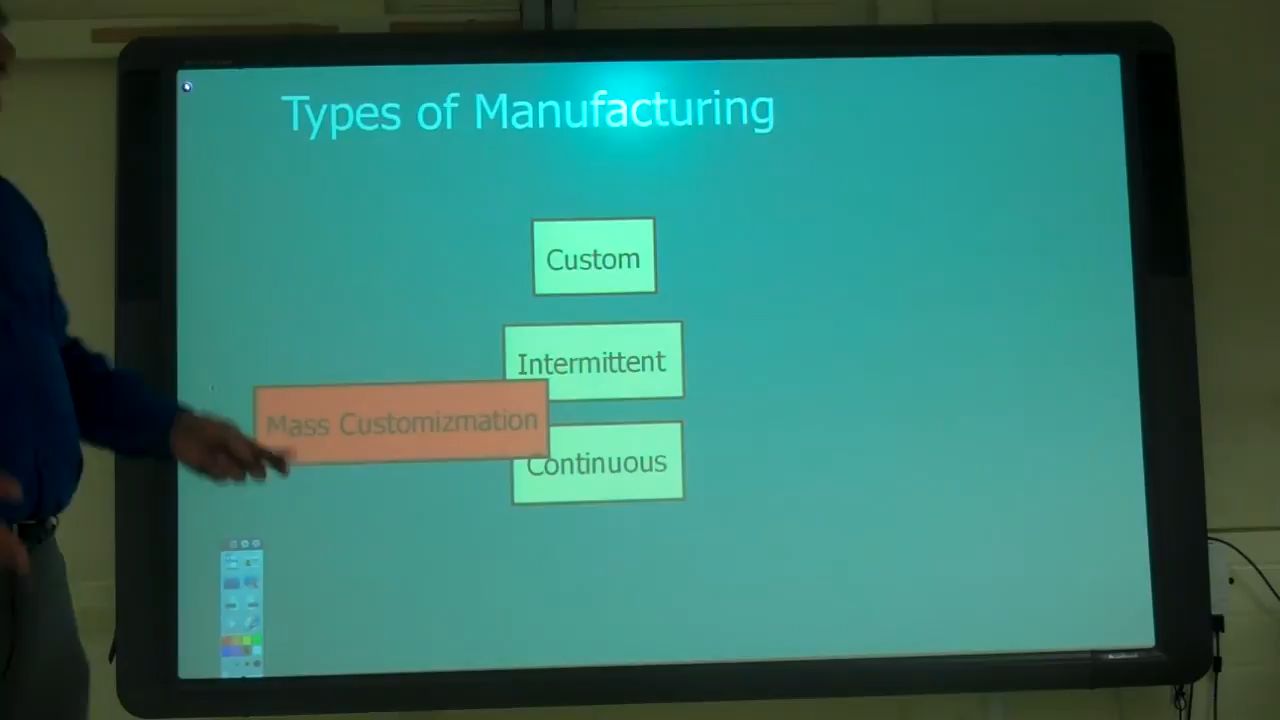 Types of Manufacturing
Custom
Intermittent
Mass Customizmation
Continuous